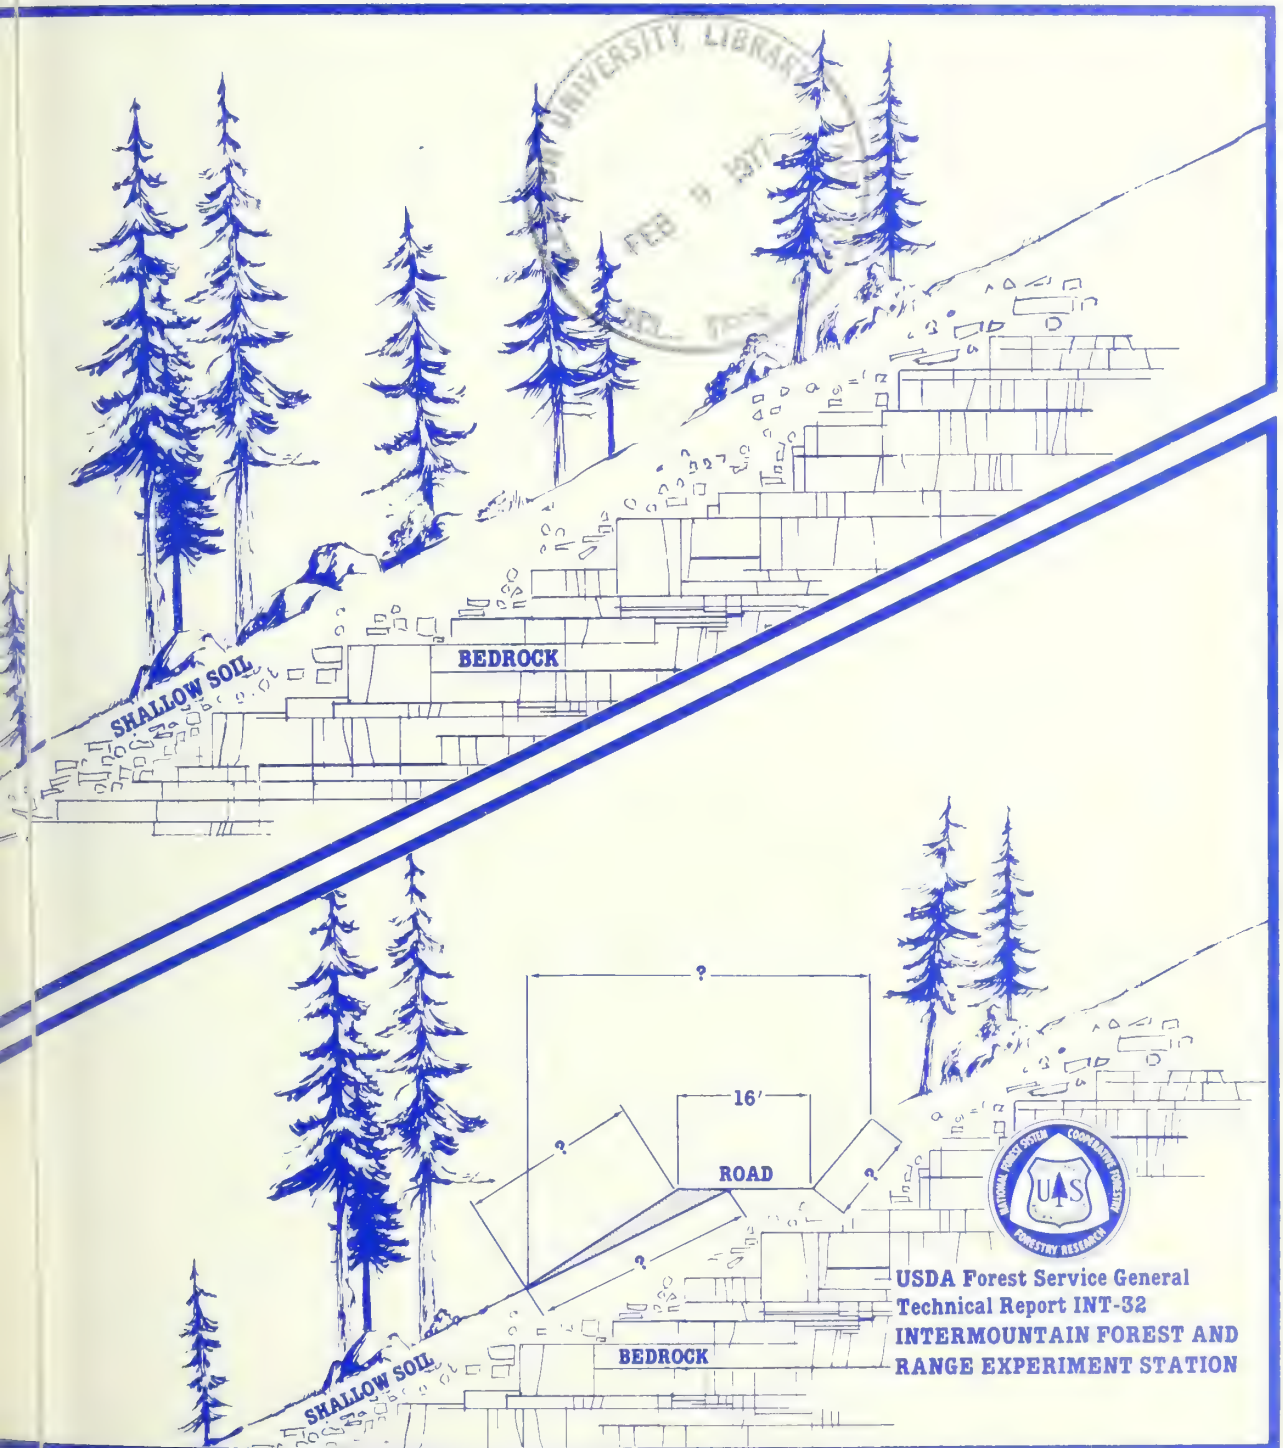 UNIVERSITY LIBRARY
FEB 9 1977
SHALLOW SOIL
BEDROCK
?
16'
?
ROAD
?
?
SHALLOW SOIL
BEDROCK
NATIONAL FOREST SYSTEM
COOPERATIVE FORESTRY
FORESTRY RESEARCH
U S
USDA Forest Service General
Technical Report INT-32
INTERMOUNTAIN FOREST AND
RANGE EXPERIMENT STATION